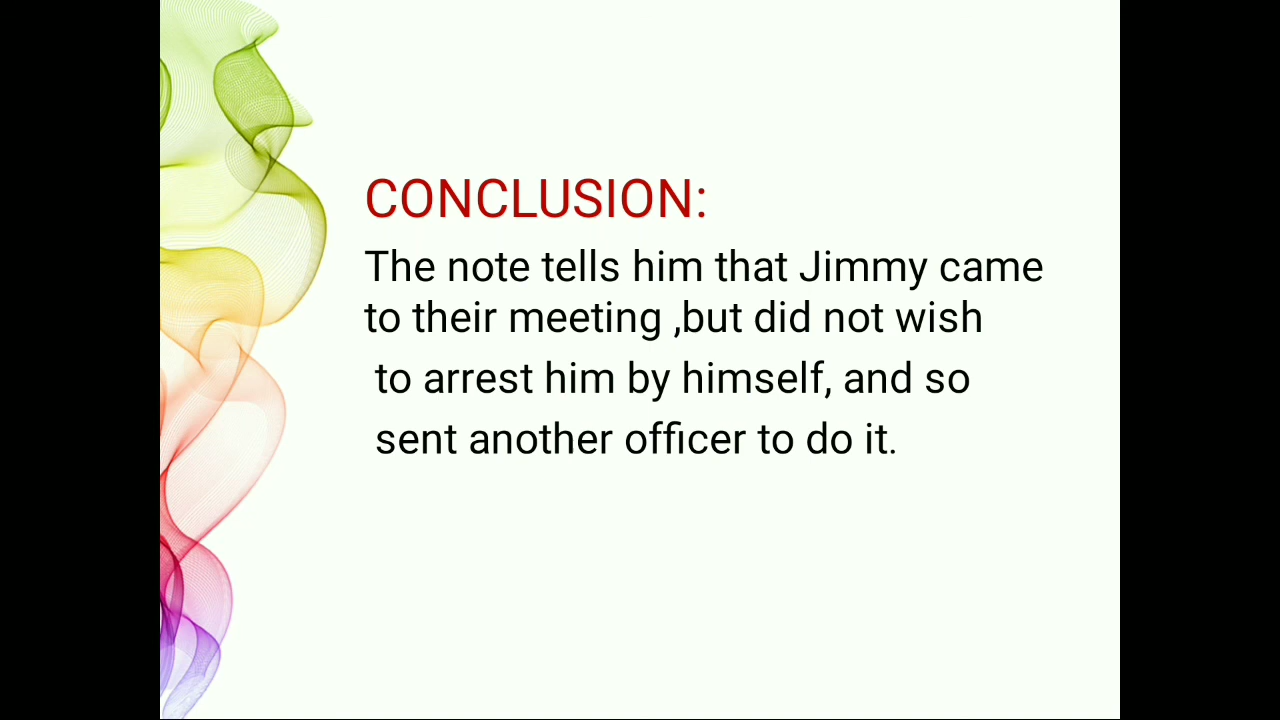 CONCLUSION:
The note tells him that Jimmy came
to their meeting ,but did not wish
to arrest him by himself, and so
sent another officer to do it.